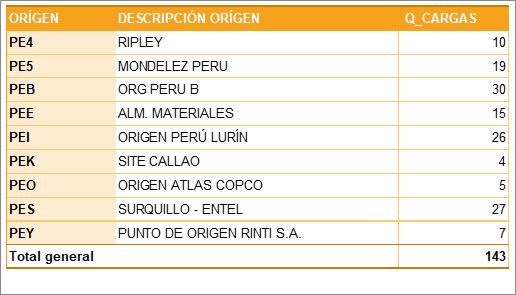 ORÍGEN DESCRIPCIÓN ORÍGEN Q_CARGAS
PE4 RIPLEY 10
PE5 MONDELEZ PERU 19
PEB ORG PERU B 30
PEE ALM. MATERIALES 15
PEI ORIGEN PERÚ LURÍN 26
PEK SITE CALLAO 4
PEO ORIGEN ATLAS COPCO 5
PES SURQUILLO - ENTEL 27
PEY PUNTO DE ORIGEN RINTI S.A. 7
Total general 143